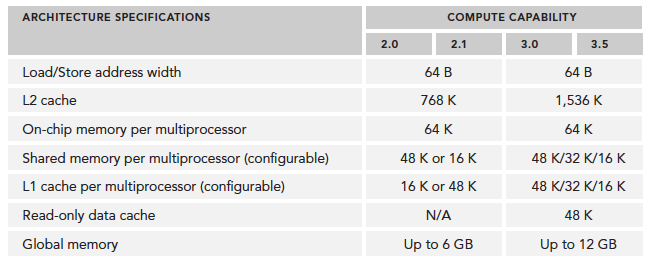 ARCHITECTURE SPECIFICATIONS COMPUTE CAPABILITY
2.0 2.1 3.0 3.5
Load/Store address width 64 B 64 B
L2 cache 768 K 1,536 K
On-chip memory per multiprocessor 64 K 64 K
Shared memory per multiprocessor (configurable) 48 K or 16 K 48 K/32 K/16 K
L1 cache per multiprocessor (configurable) 16 K or 48 K 48 K/32 K/16 K
Read-only data cache N/A 48 K
Global memory Up to 6 GB Up to 12 GB